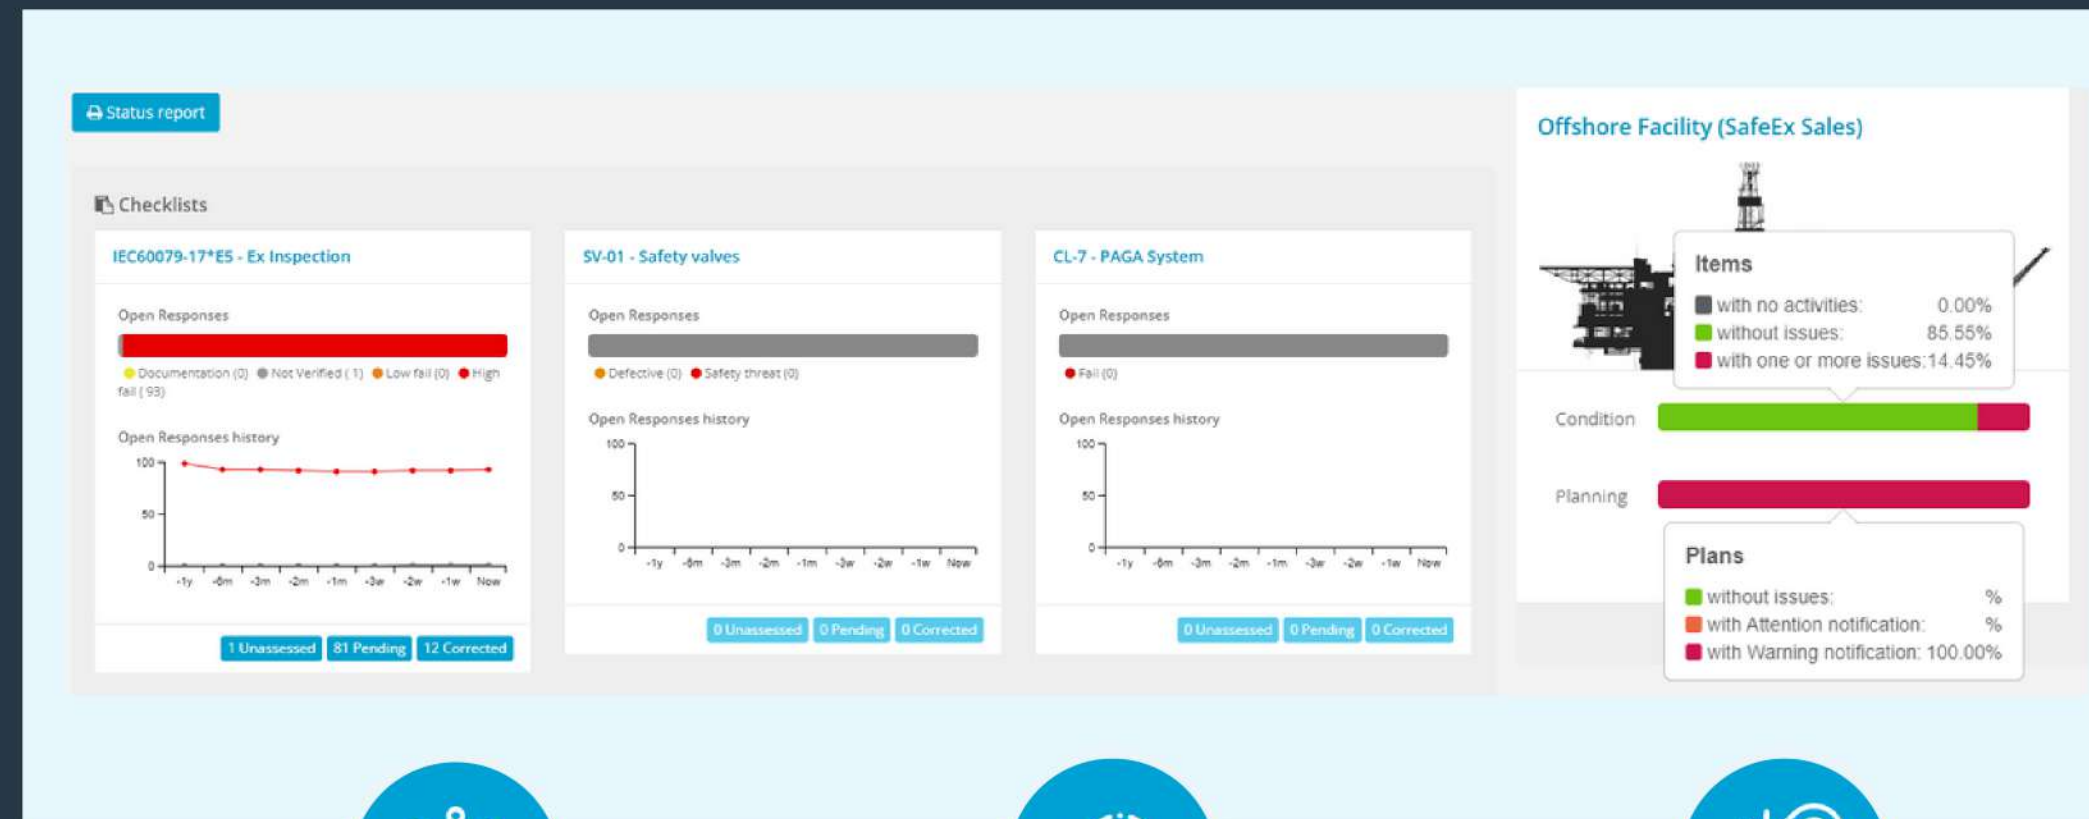 Status report
Checklists
IEC60079-17*E5 - Ex Inspection
Open Responses
Documentation (0) Not Verified ( 1) Low fail (0) High
fail ( 93)
Open Responses history
100
50
0
-1y -6m -3m -2m -1m -3w -2w -1w Now
1 Unassessed 81 Pending 12 Corrected
SV-01 - Safety valves
Open Responses
Defective (0) Safety threat (0)
Open Responses history
100
50
0
-1y -6m -3m -2m -1m -3w -2w -1w Now
0 Unassessed 0 Pending 0 Corrected
CL-7 - PAGA System
Open Responses
Fail (0)
Open Responses history
100
50
0
-1y -6m -3m -2m -1m -3w -2w -1w Now
0 Unassessed 0 Pending 0 Corrected
Offshore Facility (SafeEx Sales)
Items
with no activities: 0.00%
without issues: 85.55%
with one or more issues: 14.45%
Condition
Planning
Plans
without issues: %
with Attention notification: %
with Warning notification: 100.00%